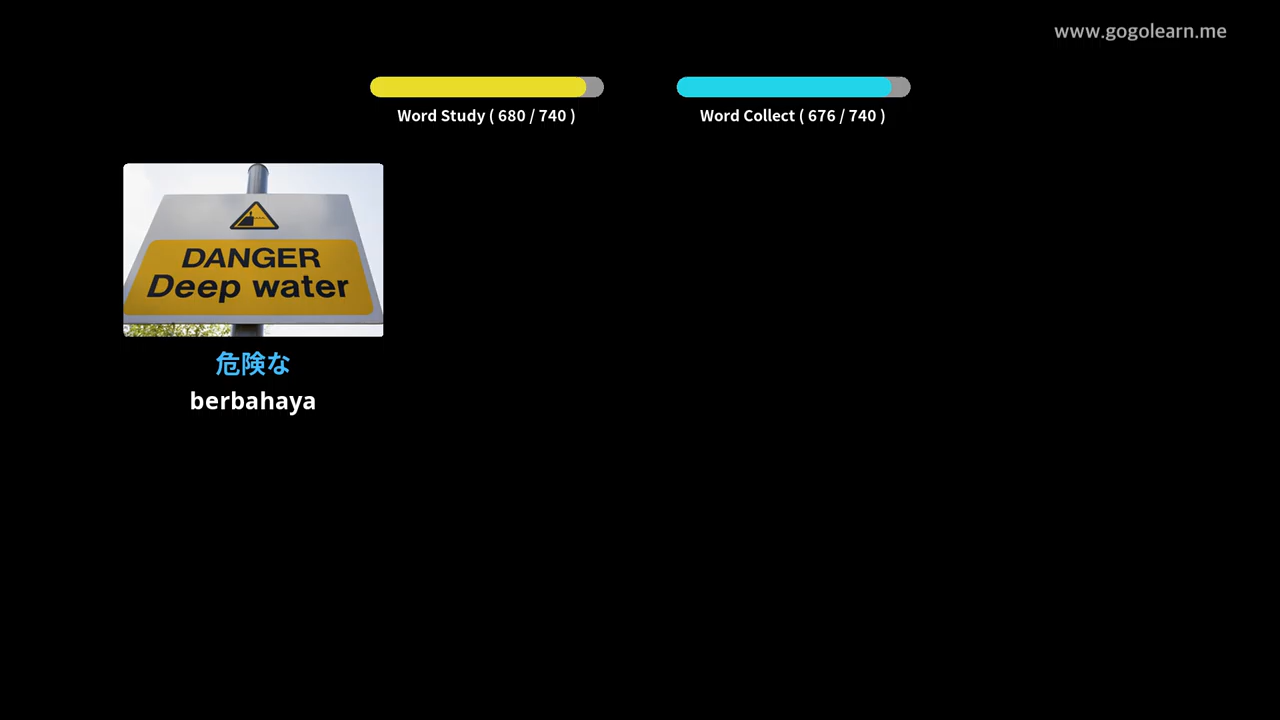 www.gogolearn.me
Word Study ( 680 / 740 )
Word Collect ( 676 / 740 )
DANGER
Deep water
危険な
berbahaya